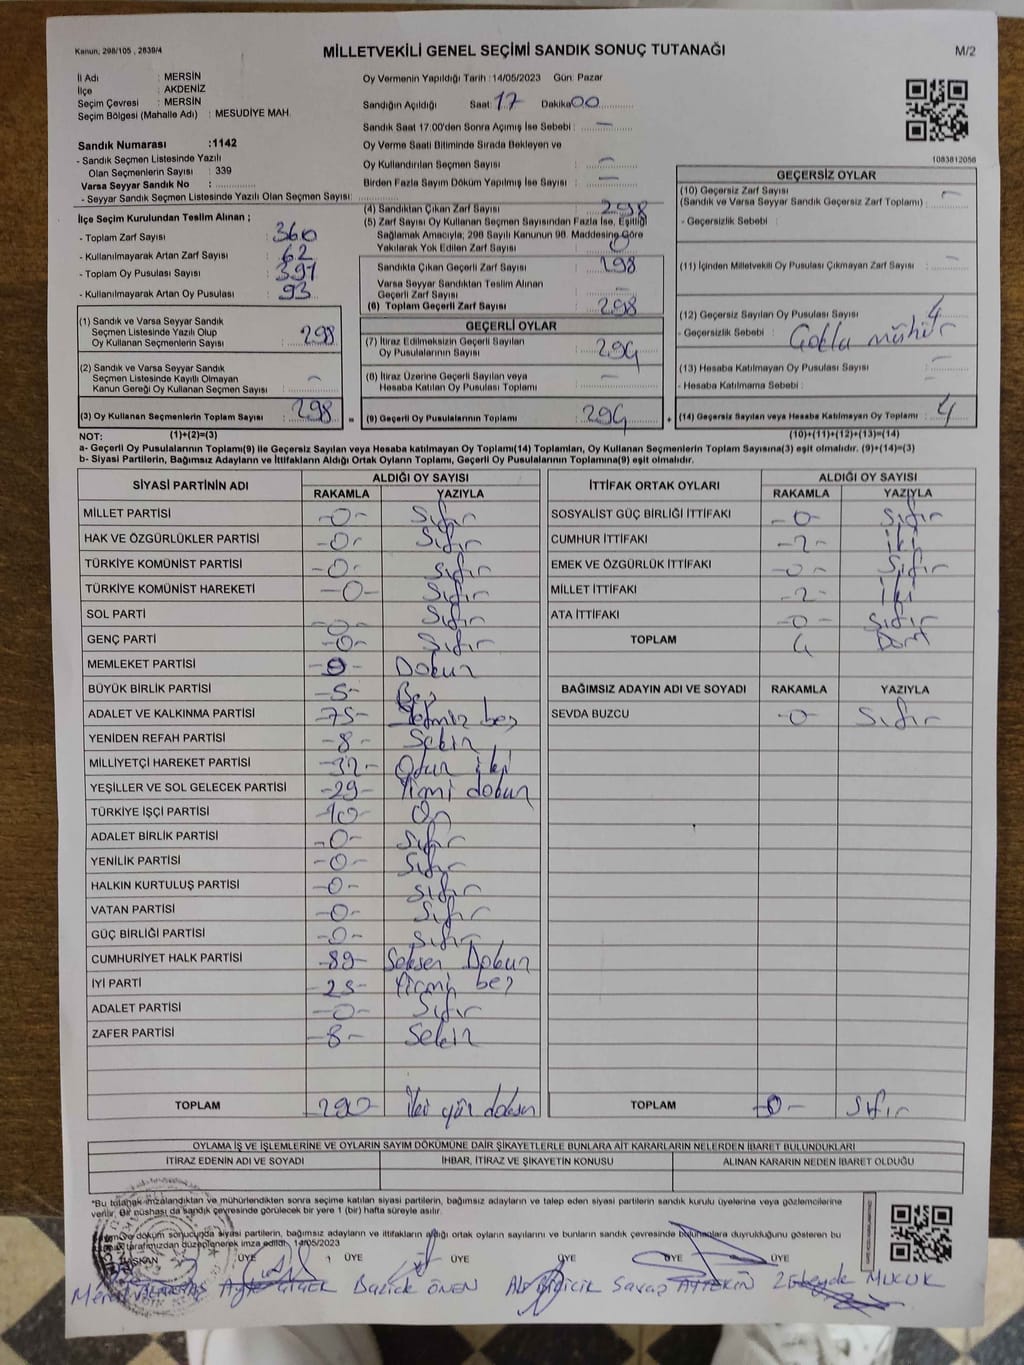 Kanun, 298/105 , 2839/4
MİLLETVEKİLİ GENEL SEÇİMİ SANDIK SONUÇ TUTANAĞI
M/2
İl Adı : MERSİN
İlçe : AKDENİZ
Seçim Çevresi : MERSİN
Seçim Bölgesi (Mahalle Adı) : MESUDİYE MAH.
Sandık Numarası :1142
- Sandık Seçmen Listesinde Yazılı
Olan Seçmenlerin Sayısı : 339
Varsa Seyyar Sandık No :
- Seyyar Sandık Seçmen Listesinde Yazılı Olan Seçmen Sayısı:
Oy Vermenin Yapıldığı Tarih :14/05/2023 Gün: Pazar
Sandığın Açıldığı Saat: 17 Dakika 00
Sandık Saat 17:00'den Sonra Açımış İse Sebebi : —
Oy Verme Saati Bitiminde Sırada Bekleyen ve
Oy Kullandırılan Seçmen Sayısı : —
Birden Fazla Sayım Döküm Yapılmış İse Sayısı : —
1083812056
İlçe Seçim Kurulundan Teslim Alınan ;
- Toplam Zarf Sayısı : 360
- Kullanılmayarak Artan Zarf Sayısı : 62
- Toplam Oy Pusulası Sayısı : 397
- Kullanılmayarak Artan Oy Pusulası : 93
(1) Sandık ve Varsa Seyyar Sandık
Seçmen Listesinde Yazılı Olup
Oy Kullanan Seçmenlerin Sayısı : 298
(2) Sandık ve Varsa Seyyar Sandık
Seçmen Listesinde Kayıtlı Olmayan
Kanun Gereği Oy Kullanan Seçmen Sayısı : —
(3) Oy Kullanan Seçmenlerin Toplam Sayısı : 298
(4) Sandıktan Çıkan Zarf Sayısı : 298
(5) Zarf Sayısı Oy Kullanan Seçmen Sayısından Fazla İse, Eşitliği
Sağlamak Amacıyla; 298 Sayılı Kanunun 98. Maddesine Göre
Yakılarak Yok Edilen Zarf Sayısı : 0
Sandıkta Çıkan Geçerli Zarf Sayısı : 298
Varsa Seyyar Sandıktan Teslim Alınan
Geçerli Zarf Sayısı : —
(6) Toplam Geçerli Zarf Sayısı : 298
GEÇERLİ OYLAR
(7) İtiraz Edilmeksizin Geçerli Sayılan
Oy Pusulalarının Sayısı : 294
(8) İtiraz Üzerine Geçerli Sayılan veya
Hesaba Katılan Oy Pusulası Toplamı : —
= (9) Geçerli Oy Pusulalarının Toplamı : 294
GEÇERSİZ OYLAR
(10) Geçersiz Zarf Sayısı
(Sandık ve Varsa Seyyar Sandık Geçersiz Zarf Toplamı) : —
- Geçersizlik Sebebi :
(11) İçinden Milletvekili Oy Pusulası Çıkmayan Zarf Sayısı : —
(12) Geçersiz Sayılan Oy Pusulası Sayısı : 4
- Geçersizlik Sebebi : mühür
(13) Hesaba Katılmayan Oy Pusulası Sayısı : —
- Hesaba Katılmama Sebebi :
+ (14) Geçersiz Sayılan veya Hesaba Katılmayan Oy Toplamı : 4
NOT: (1)+(2)=(3)
(10)+(11)+(12)+(13)=(14)
a- Geçerli Oy Pusulalarının Toplamı(9) ile Geçersiz Sayılan veya Hesaba katılmayan Oy Toplamı(14) Toplamları, Oy Kullanan Seçmenlerin Toplam Sayısına(3) eşit olmalıdır. (9)+(14)=(3)
b- Siyasi Partilerin, Bağımsız Adayların ve İttifakların Aldığı Ortak Oyların Toplamı, Geçerli Oy Pusulalarının Toplamına(9) eşit olmalıdır.
SİYASİ PARTİNİN ADI ALDIĞI OY SAYISI
RAKAMLA YAZIYLA
MİLLET PARTİSİ -0- Sıfır
HAK VE ÖZGÜRLÜKLER PARTİSİ -0- Sıfır
TÜRKİYE KOMÜNİST PARTİSİ -0- Sıfır
TÜRKİYE KOMÜNİST HAREKETİ -0- Sıfır
SOL PARTİ -0- Sıfır
GENÇ PARTİ -0- Sıfır
MEMLEKET PARTİSİ -9- Dokuz
BÜYÜK BİRLİK PARTİSİ -5- Beş
ADALET VE KALKINMA PARTİSİ -75- Yetmiz beş
YENİDEN REFAH PARTİSİ -8- Sekiz
MİLLİYETÇİ HAREKET PARTİSİ -32- Otuz iki
YEŞİLLER VE SOL GELECEK PARTİSİ -29- Yirmi dokuz
TÜRKİYE İŞÇİ PARTİSİ -10- On
ADALET BİRLİK PARTİSİ -0- Sıfır
YENİLİK PARTİSİ -0- Sıfır
HALKIN KURTULUŞ PARTİSİ -0- Sıfır
VATAN PARTİSİ -0- Sıfır
GÜÇ BİRLİĞİ PARTİSİ -0- Sıfır
CUMHURİYET HALK PARTİSİ -89- Seksen Dokuz
İYİ PARTİ -25- Yirmi beş
ADALET PARTİSİ -0- Sıfır
ZAFER PARTİSİ -8- Sekiz
TOPLAM -290- İki yüz doksan
İTTİFAK ORTAK OYLARI ALDIĞI OY SAYISI
RAKAMLA YAZIYLA
SOSYALİST GÜÇ BİRLİĞİ İTTİFAKI -0- Sıfır
CUMHUR İTTİFAKI -2- İki
EMEK VE ÖZGÜRLÜK İTTİFAKI -0- Sıfır
MİLLET İTTİFAKI -2- İki
ATA İTTİFAKI -0- Sıfır
TOPLAM 4 Dört
BAĞIMSIZ ADAYIN ADI VE SOYADI RAKAMLA YAZIYLA
SEVDA BUZCU -0- Sıfır
TOPLAM -0- Sıfır
OYLAMA İŞ VE İŞLEMLERİNE VE OYLARIN SAYIM DÖKÜMÜNE DAİR ŞİKAYETLERLE BUNLARA AİT KARARLARIN NELERDEN İBARET BULUNDUKLARI
İTİRAZ EDENİN ADI VE SOYADI İHBAR, İTİRAZ VE ŞİKAYETİN KONUSU ALINAN KARARIN NEDEN İBARET OLDUĞU
*Bu tutanak imzalandıktan ve mühürlendikten sonra seçime katılan siyasi partilerin, bağımsız adayların ve talep eden siyasi partilerin sandık kurulu üyelerine veya gözlemcilerine
verilir. Bir nüshası da sandık çevresinde görülecek bir yere 1 (bir) hafta süreyle asılır.
döküm sonucunda siyasi partilerin, bağımsız adayların ve ittifakların aldığı ortak oyların sayılarını ve bunların sandık çevresinde bulunanlara duyrulduğunu gösteren bu
tarafımızdan düzenlenerek imza edildi. 14/05/2023
BAŞKAN ÜYE ÜYE ÜYE ÜYE ÜYE ÜYE
ÖNEN Savaş AYTEKİN MUCUK